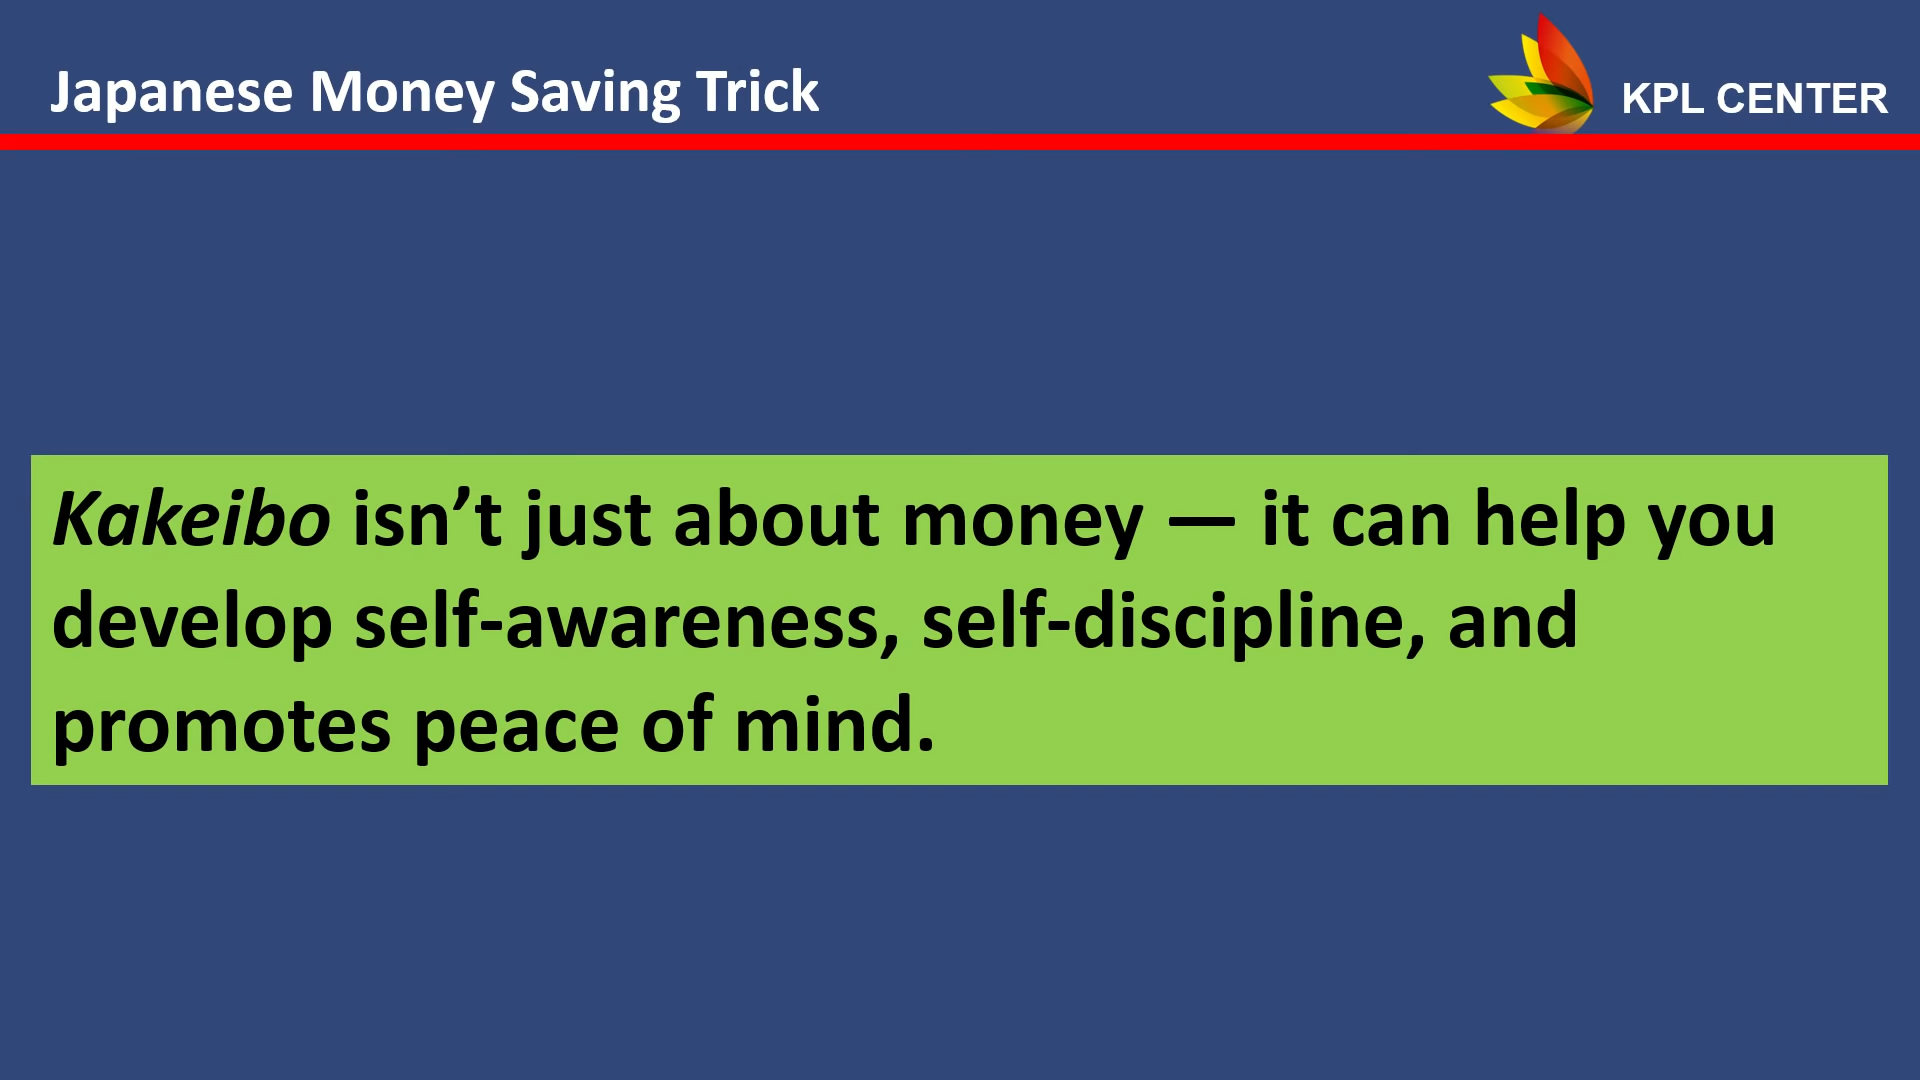 Japanese Money Saving Trick
KPL CENTER
Kakeibo isn’t just about money — it can help you
develop self-awareness, self-discipline, and
promotes peace of mind.